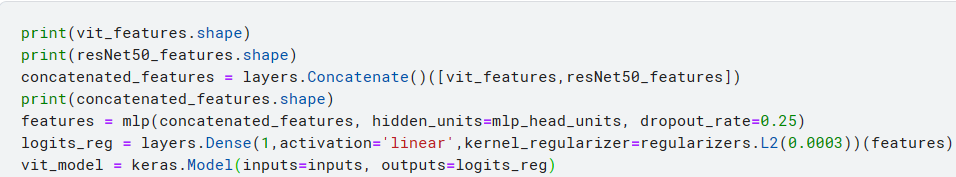 print(vit_features.shape)
print(resNet50_features.shape)
concatenated_features = layers.Concatenate()([vit_features,resNet50_features])
print(concatenated_features.shape)
features = mlp(concatenated_features, hidden_units=mlp_head_units, dropout_rate=0.25)
logits_reg = layers.Dense(1,activation='linear',kernel_regularizer=regularizers.L2(0.0003))(features)
vit_model = keras.Model(inputs=inputs, outputs=logits_reg)